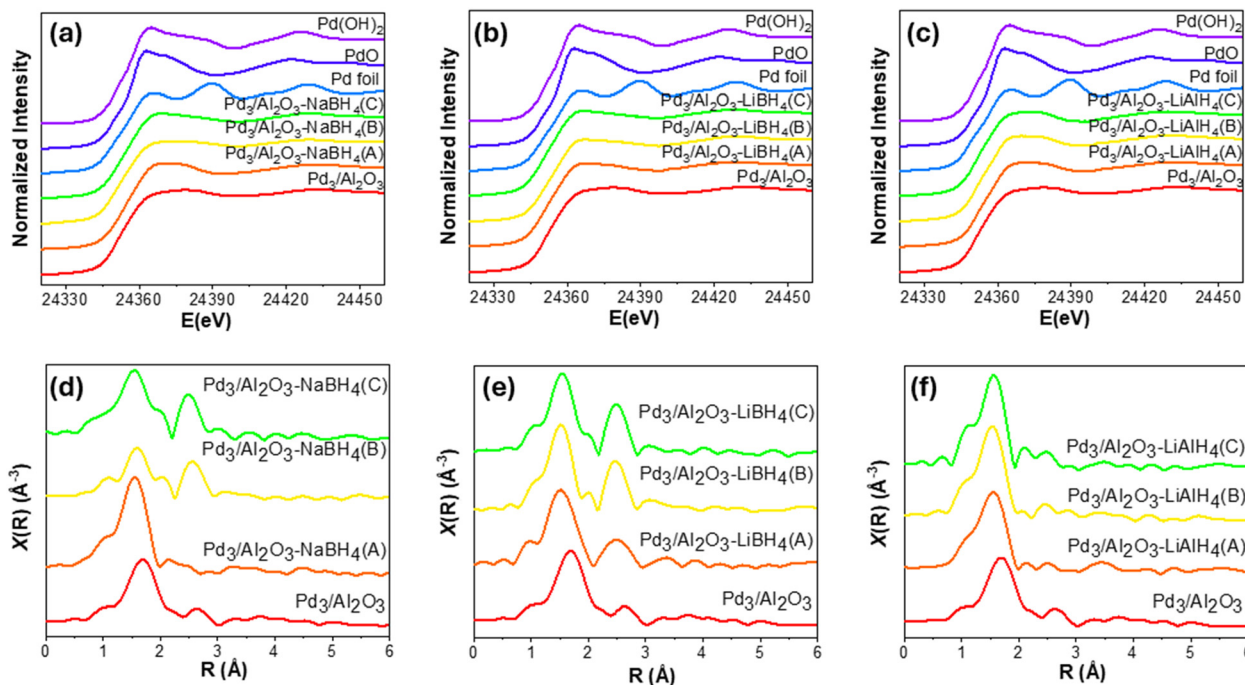 (a)
Normalized Intensity
Pd(OH)₂
PdO
Pd foil
Pd₃/Al₂O₃-NaBH₄(C)
Pd₃/Al₂O₃-NaBH₄(B)
Pd₃/Al₂O₃-NaBH₄(A)
Pd₃/Al₂O₃
24330 24360 24390 24420 24450
E(eV)
(b)
Normalized Intensity
Pd(OH)₂
PdO
Pd foil
Pd₃/Al₂O₃-LiBH₄(C)
Pd₃/Al₂O₃-LiBH₄(B)
Pd₃/Al₂O₃-LiBH₄(A)
Pd₃/Al₂O₃
24330 24360 24390 24420 24450
E(eV)
(c)
Normalized Intensity
Pd(OH)₂
PdO
Pd foil
Pd₃/Al₂O₃-LiAlH₄(C)
Pd₃/Al₂O₃-LiAlH₄(B)
Pd₃/Al₂O₃-LiAlH₄(A)
Pd₃/Al₂O₃
24330 24360 24390 24420 24450
E(eV)
(d)
X(R) (Å⁻³)
Pd₃/Al₂O₃-NaBH₄(C)
Pd₃/Al₂O₃-NaBH₄(B)
Pd₃/Al₂O₃-NaBH₄(A)
Pd₃/Al₂O₃
0 1 2 3 4 5 6
R (Å)
(e)
X(R) (Å⁻³)
Pd₃/Al₂O₃-LiBH₄(C)
Pd₃/Al₂O₃-LiBH₄(B)
Pd₃/Al₂O₃-LiBH₄(A)
Pd₃/Al₂O₃
0 1 2 3 4 5 6
R (Å)
(f)
X(R) (Å⁻³)
Pd₃/Al₂O₃-LiAlH₄(C)
Pd₃/Al₂O₃-LiAlH₄(B)
Pd₃/Al₂O₃-LiAlH₄(A)
Pd₃/Al₂O₃
0 1 2 3 4 5 6
R (Å)